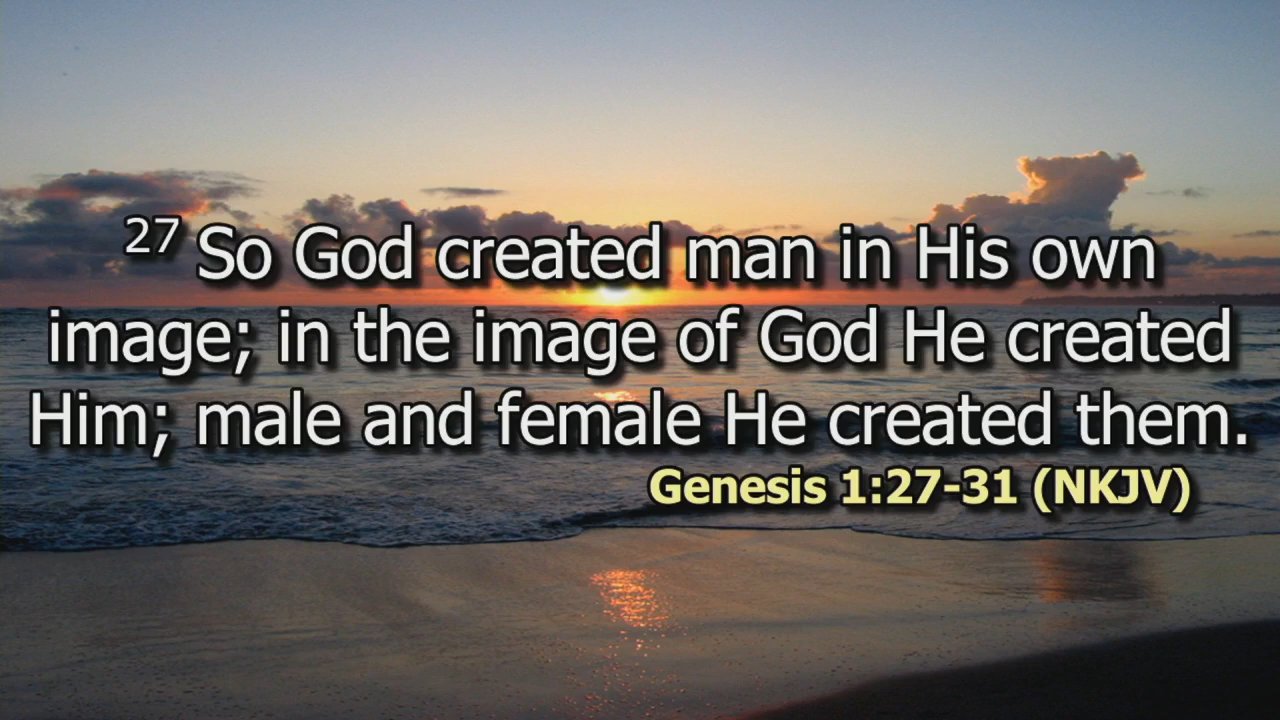 27 So God created man in His own
image; in the image of God He created
Him; male and female He created them.
Genesis 1:27-31 (NKJV)